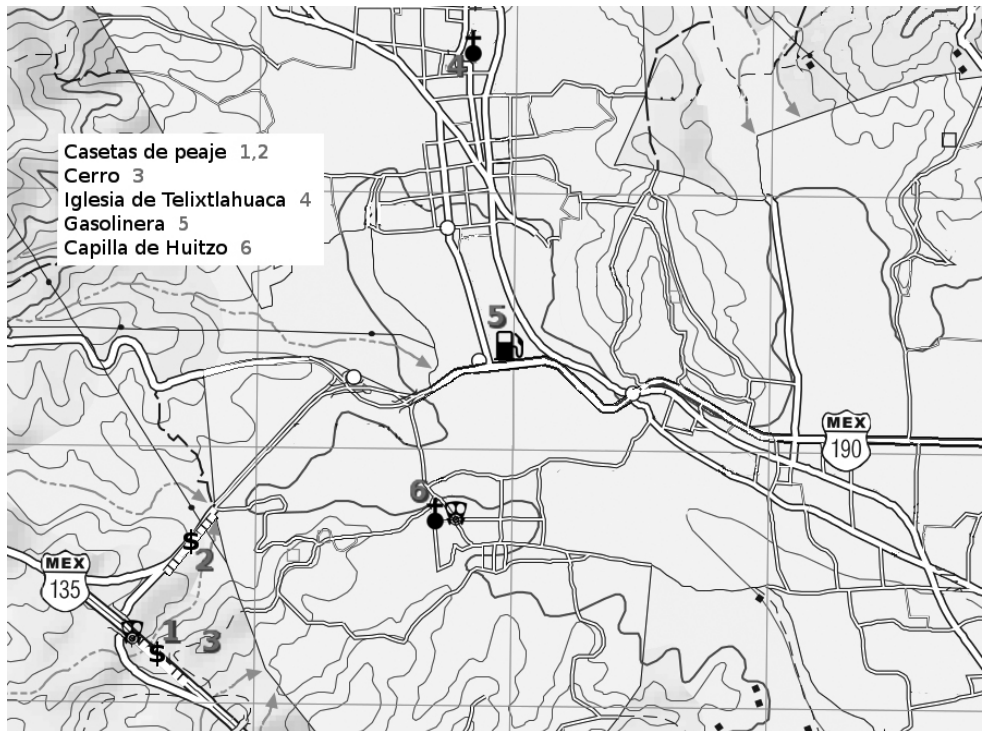 4
Casetas de peaje 1,2
Cerro 3
Iglesia de Telixtlahuaca 4
Gasolinera 5
Capilla de Huitzo 6
5
MEX
190
6
$
2
MEX
135
1
3
$